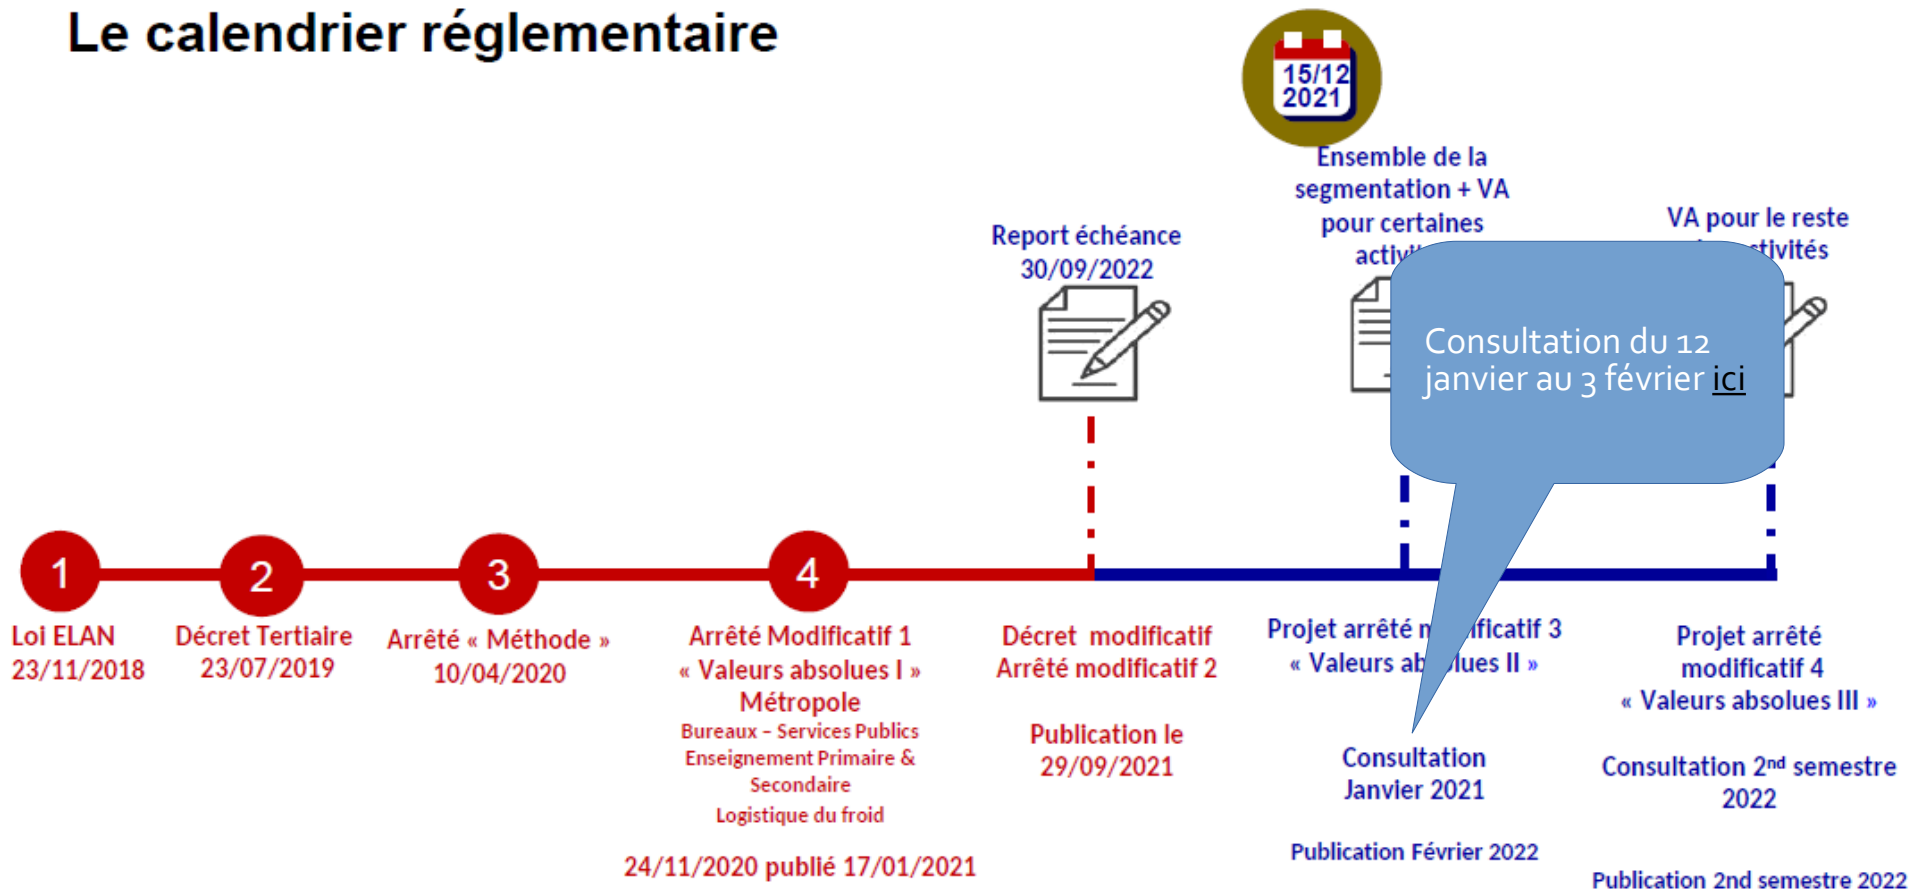 Le calendrier réglementaire
15/12
2021
Ensemble de la
segmentation + VA
pour certaines
Report échéance
30/09/2022
VA pour le reste
Consultation du 12
janvier au 3 février ici
1
2
3
4
Loi ELAN
23/11/2018
Décret Tertiaire
23/07/2019
Arrêté « Méthode »
10/04/2020
Arrêté Modificatif 1
« Valeurs absolues I »
Métropole
Bureaux – Services Publics
Enseignement Primaire &
Secondaire
Logistique du froid
24/11/2020 publié 17/01/2021
Décret modificatif
Arrêté modificatif 2
Publication le
29/09/2021
Projet arrêté modificatif 3
« Valeurs absolues II »
Consultation
Janvier 2021
Publication Février 2022
Projet arrêté
modificatif 4
« Valeurs absolues III »
Consultation 2nd semestre
2022
Publication 2nd semestre 2022